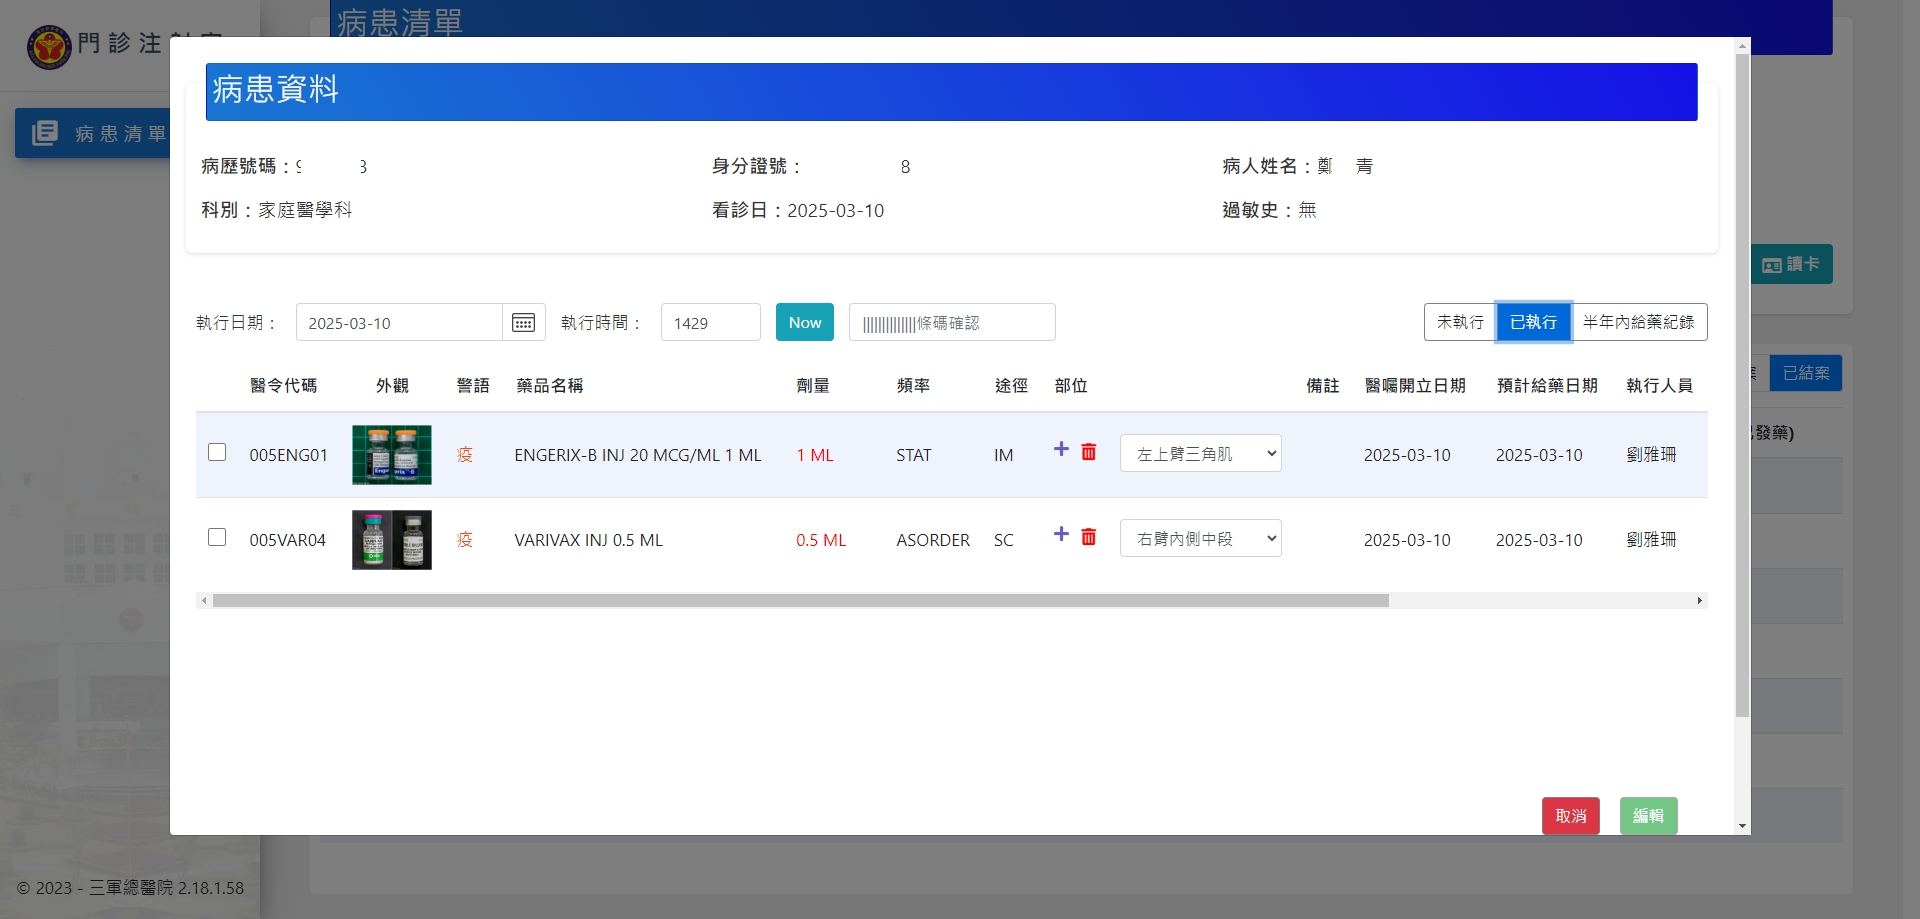 病患清單
門診注
病患清單
病患資料
病歷號碼：9 3
身分證號： 8
病人姓名：鄭 青
科別：家庭醫學科
看診日：2025-03-10
過敏史：無
讀卡
執行日期： 2025-03-10 執行時間： 1429 Now |||||||||||||||條碼確認
未執行 已執行 半年內給藥紀錄
已結案
已發藥)
醫令代碼 外觀 警語 藥品名稱 劑量 頻率 途徑 部位 備註 醫囑開立日期 預計給藥日期 執行人員
005ENG01 疫 ENGERIX-B INJ 20 MCG/ML 1 ML 1 ML STAT IM 左上臂三角肌 2025-03-10 2025-03-10 劉雅珊
005VAR04 疫 VARIVAX INJ 0.5 ML 0.5 ML ASORDER SC 右臂內側中段 2025-03-10 2025-03-10 劉雅珊
取消 編輯
© 2023 - 三軍總醫院 2.18.1.58